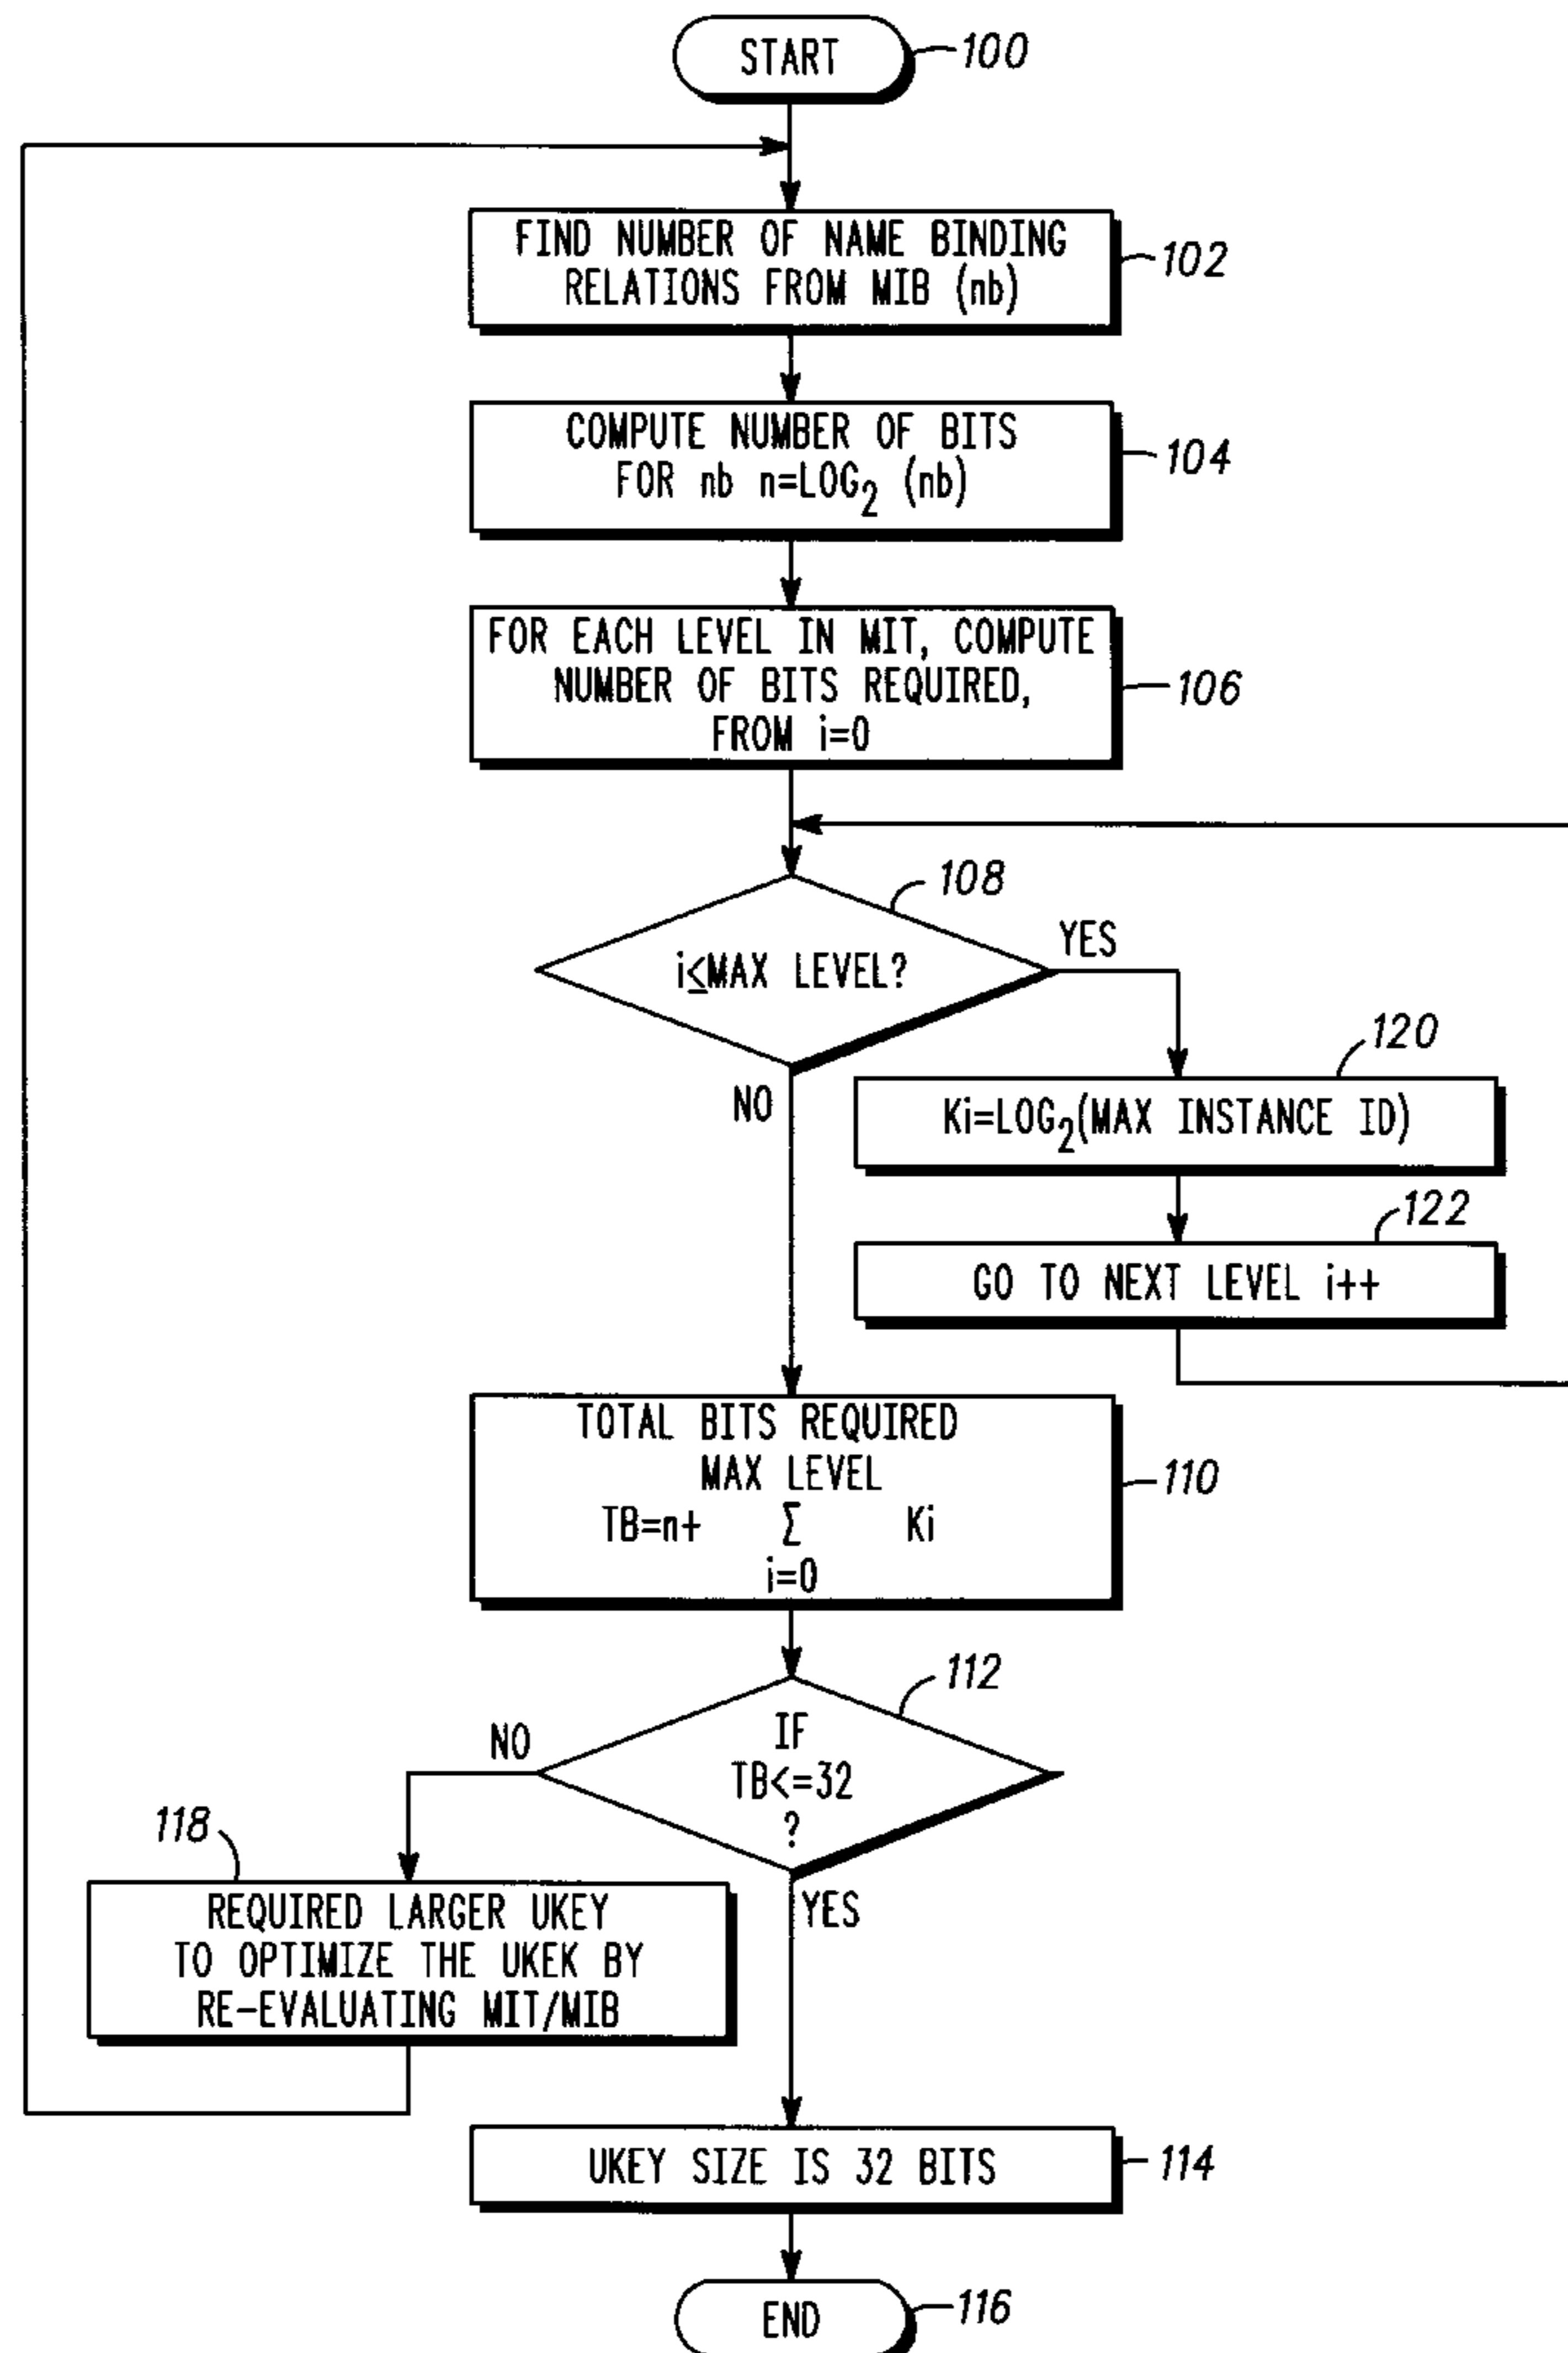 START
100
FIND NUMBER OF NAME BINDING
RELATIONS FROM MIB (nb)
102
COMPUTE NUMBER OF BITS
FOR nb n=LOG2 (nb)
104
FOR EACH LEVEL IN MIT, COMPUTE
NUMBER OF BITS REQUIRED,
FROM i=0
106
108
i≤MAX LEVEL?
YES
NO
120
Ki=LOG2(MAX INSTANCE ID)
122
GO TO NEXT LEVEL i++
TOTAL BITS REQUIRED
MAX LEVEL
TB=n+ Σ Ki
i=0
110
112
IF
TB<=32
?
NO
YES
118
REQUIRED LARGER UKEY
TO OPTIMIZE THE UKEK BY
RE-EVALUATING MIT/MIB
UKEY SIZE IS 32 BITS
114
END
116